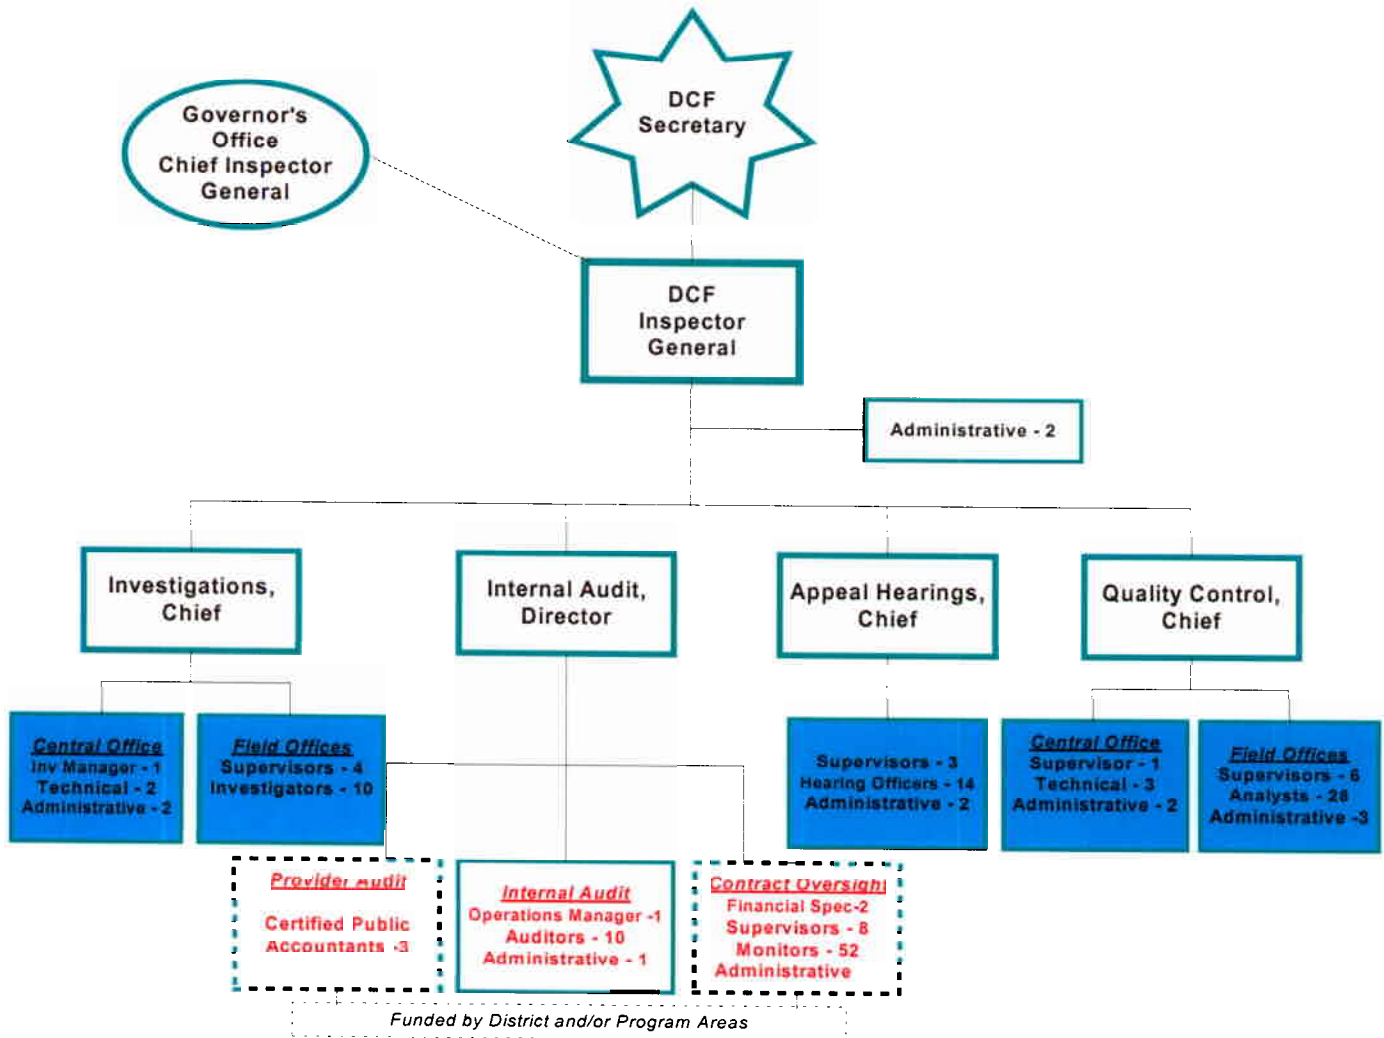 DCF
Secretary
Governor's
Office
Chief Inspector
General
DCF
Inspector
General
Administrative - 2
Investigations,
Chief
Internal Audit,
Director
Appeal Hearings,
Chief
Quality Control,
Chief
Central Office
Inv Manager - 1
Technical - 2
Administrative - 2
Field Offices
Supervisors - 4
Investigators - 10
Supervisors - 3
Hearing Officers - 14
Administrative - 2
Central Office
Supervisor - 1
Technical - 3
Administrative - 2
Field Offices
Supervisors - 6
Analysts - 28
Administrative -3
Provider Audit
Certified Public
Accountants -3
Internal Audit
Operations Manager -1
Auditors - 10
Administrative - 1
Contract Oversight
Financial Spec-2
Supervisors - 8
Monitors - 52
Administrative
Funded by District and/or Program Areas